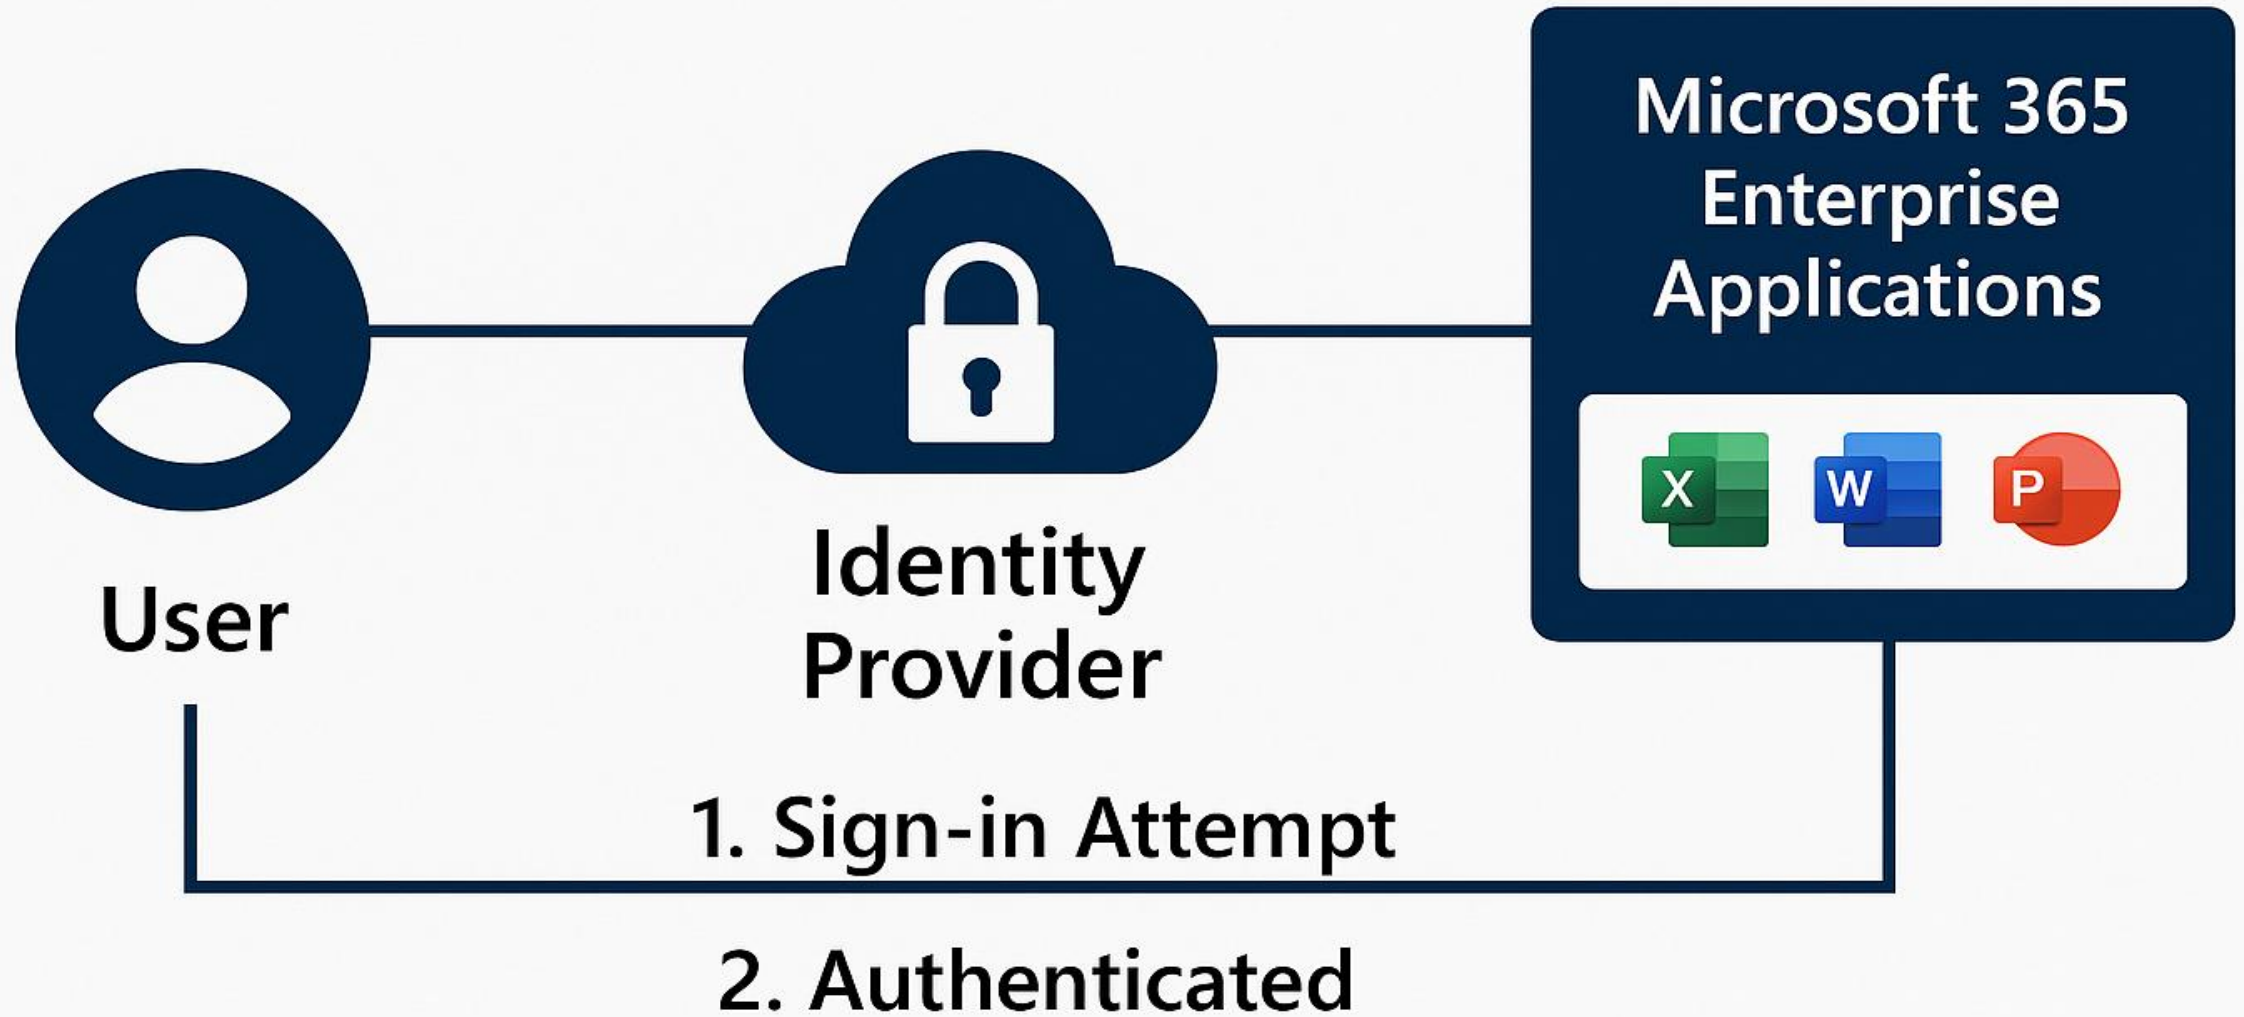 Microsoft 365
Enterprise
Applications
X W P
User
Identity
Provider
1. Sign-in Attempt
2. Authenticated